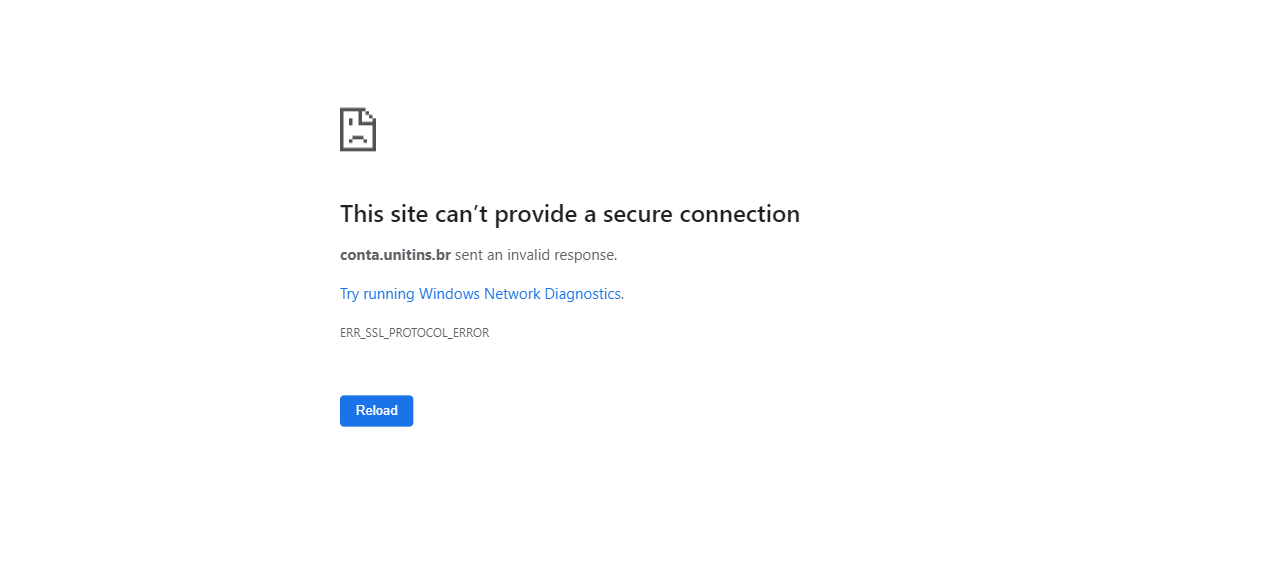 This site can’t provide a secure connection
conta.unitins.br sent an invalid response.
Try running Windows Network Diagnostics.
ERR_SSL_PROTOCOL_ERROR
Reload